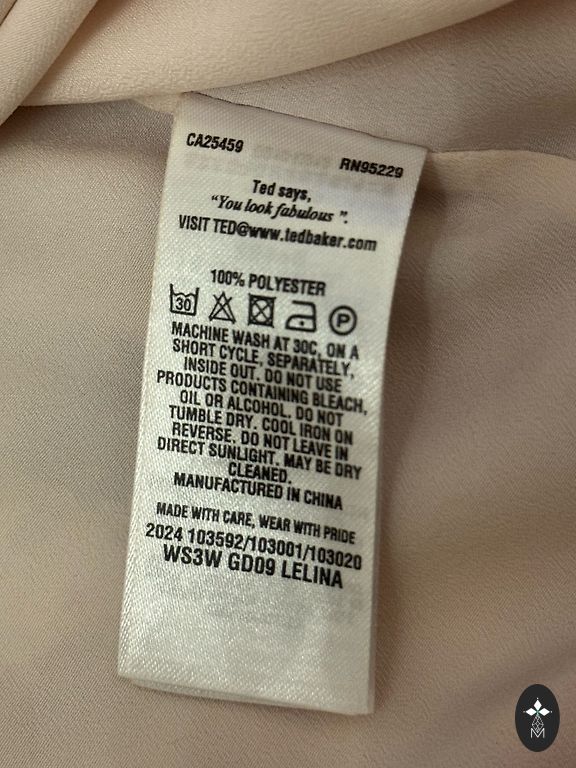 CA25459
RN95229
Ted says,
"You look fabulous".
VISIT TED@www.tedbaker.com
100% POLYESTER
30 P
MACHINE WASH AT 30C, ON A
SHORT CYCLE, SEPARATELY,
INSIDE OUT. DO NOT USE
PRODUCTS CONTAINING BLEACH,
OIL OR ALCOHOL. DO NOT
TUMBLE DRY. COOL IRON ON
REVERSE. DO NOT LEAVE IN
DIRECT SUNLIGHT. MAY BE DRY
CLEANED.
MANUFACTURED IN CHINA
MADE WITH CARE, WEAR WITH PRIDE
2024 103592/103001/103020
WS3W GD09 LELINA
M